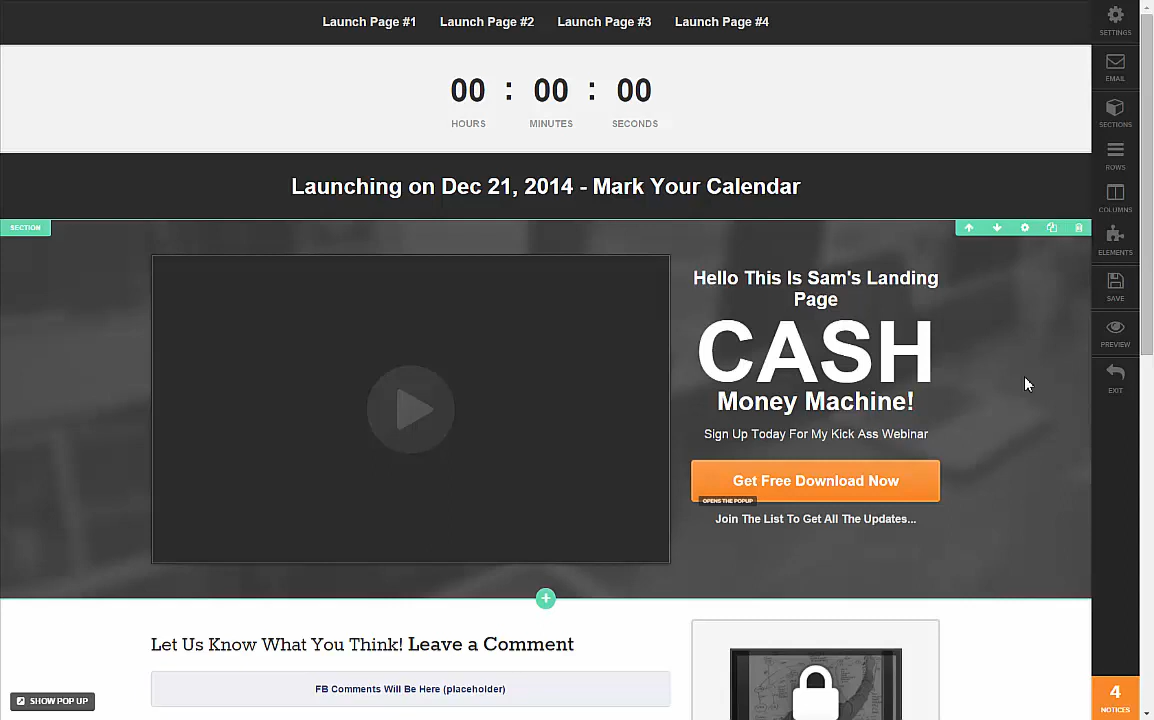 Launch Page #1 Launch Page #2 Launch Page #3 Launch Page #4
00 : 00 : 00
HOURS MINUTES SECONDS
Launching on Dec 21, 2014 - Mark Your Calendar
SECTION
Hello This Is Sam's Landing
Page
CASH
Money Machine!
Sign Up Today For My Kick Ass Webinar
Get Free Download Now
OPENS THE POPUP
Join The List To Get All The Updates...
Let Us Know What You Think! Leave a Comment
FB Comments Will Be Here (placeholder)
SHOW POP UP
SETTINGS
EMAIL
SECTIONS
ROWS
COLUMNS
ELEMENTS
SAVE
PREVIEW
EXIT
4
NOTICES